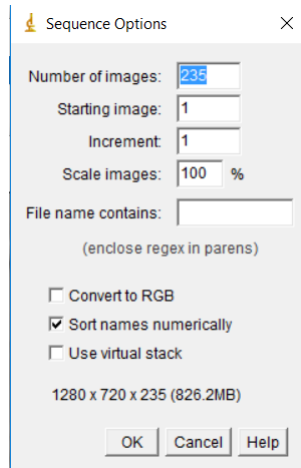 Sequence Options
Number of images: 235
Starting image: 1
Increment: 1
Scale images: 100 %
File name contains:
(enclose regex in parens)
Convert to RGB
Sort names numerically
Use virtual stack
1280 x 720 x 235 (826.2MB)
OK Cancel Help